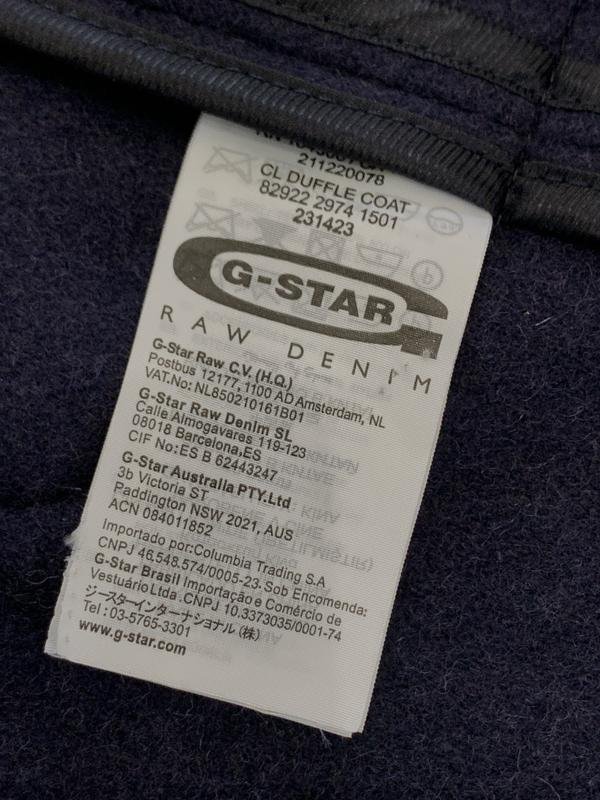 211220078
CL DUFFLE COAT
82922 2974 1501
231423
G-STAR
RAW DENIM
G-Star Raw C.V. (H.Q.)
Postbus 12177, 1100 AD Amsterdam, NL
VAT.No: NL850210161B01
G-Star Raw Denim SL
Calle Almogavares 119-123
08018 Barcelona,ES
CIF No:ES B 62443247
G-Star Australia PTY.Ltd
3b Victoria ST
Paddington NSW 2021, AUS
ACN 084011852
Importado por:Columbia Trading S.A
CNPJ 46.548.574/0005-23.Sob Encomenda:
G-Star Brasil Importação e Comércio de
Vestuário Ltda.CNPJ 10.3373035/0001-74
ジースターインターナショナル (株)
Tel : 03-5765-3301
www.g-star.com